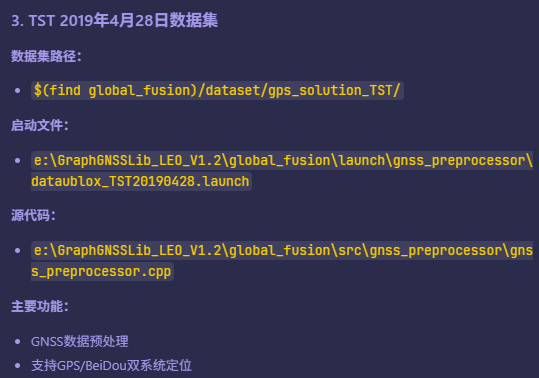 3. TST 2019年4月28日数据集
数据集路径：
$(find global_fusion)/dataset/gps_solution_TST/
启动文件：
e:\GraphGNSSLib_LEO_V1.2\global_fusion\launch\gnss_preprocessor\
dataublox_TST20190428.launch
源代码：
e:\GraphGNSSLib_LEO_V1.2\global_fusion\src\gnss_preprocessor\gns
s_preprocessor.cpp
主要功能：
GNSS数据预处理
支持GPS/BeiDou双系统定位